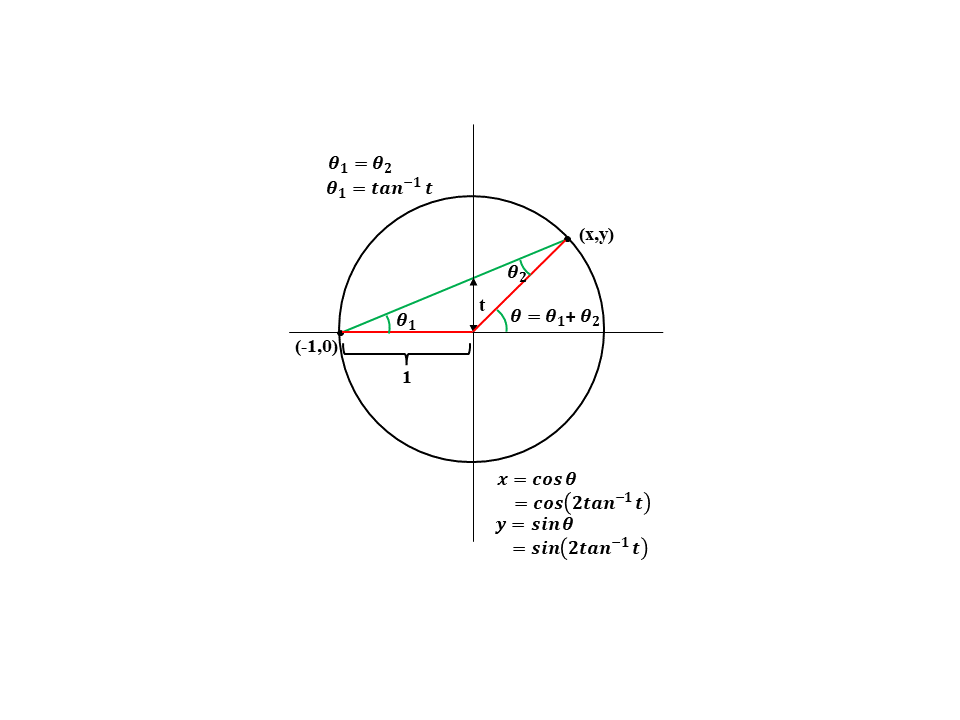 θ₁ = θ₂
θ₁ = tan⁻¹ t
(x,y)
θ₂
t
θ₁
θ = θ₁+ θ₂
(-1,0)
1
x = cos θ
= cos(2tan⁻¹ t)
y = sinθ
= sin(2tan⁻¹ t)